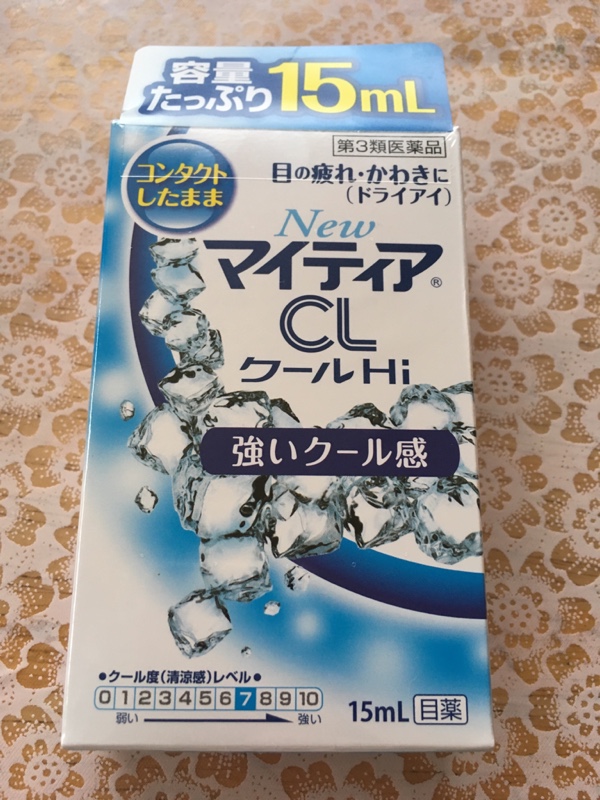 容量
たっぷり15mL
第3類医薬品
コンタクト
したまま
目の疲れ・かわきに
(ドライアイ)
New
マイティア®
CL
クールHi
強いクール感
●クール度(清涼感)レベル●
0 1 2 3 4 5 6 7 8 9 10
弱い 強い
15mL 目薬